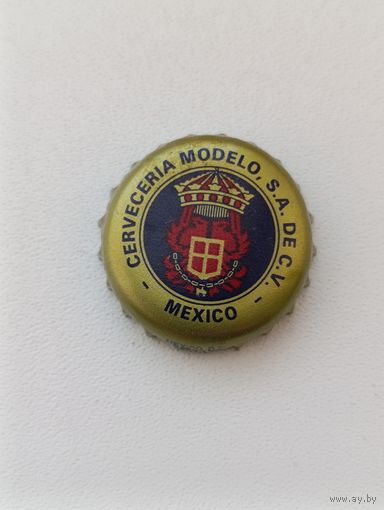 - CERVECERIA MODELO, S.A. DE C.V. -
MEXICO
www.ay.by